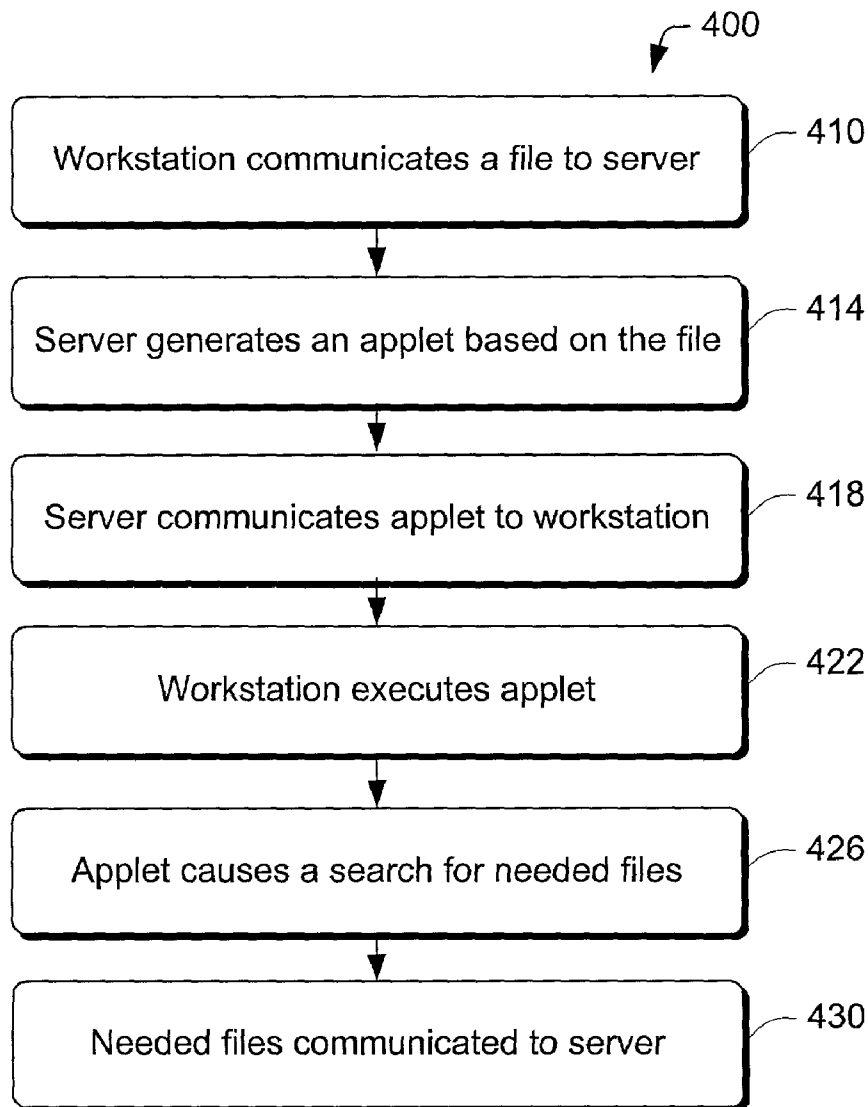 400
Workstation communicates a file to server
410
Server generates an applet based on the file
414
Server communicates applet to workstation
418
Workstation executes applet
422
Applet causes a search for needed files
426
Needed files communicated to server
430